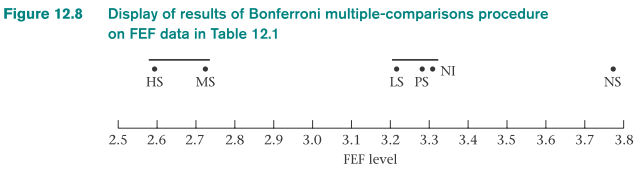 Figure 12.8 Display of results of Bonferroni multiple-comparisons procedure
on FEF data in Table 12.1
HS MS LS PS NI NS
2.5 2.6 2.7 2.8 2.9 3.0 3.1 3.2 3.3 3.4 3.5 3.6 3.7 3.8
FEF level